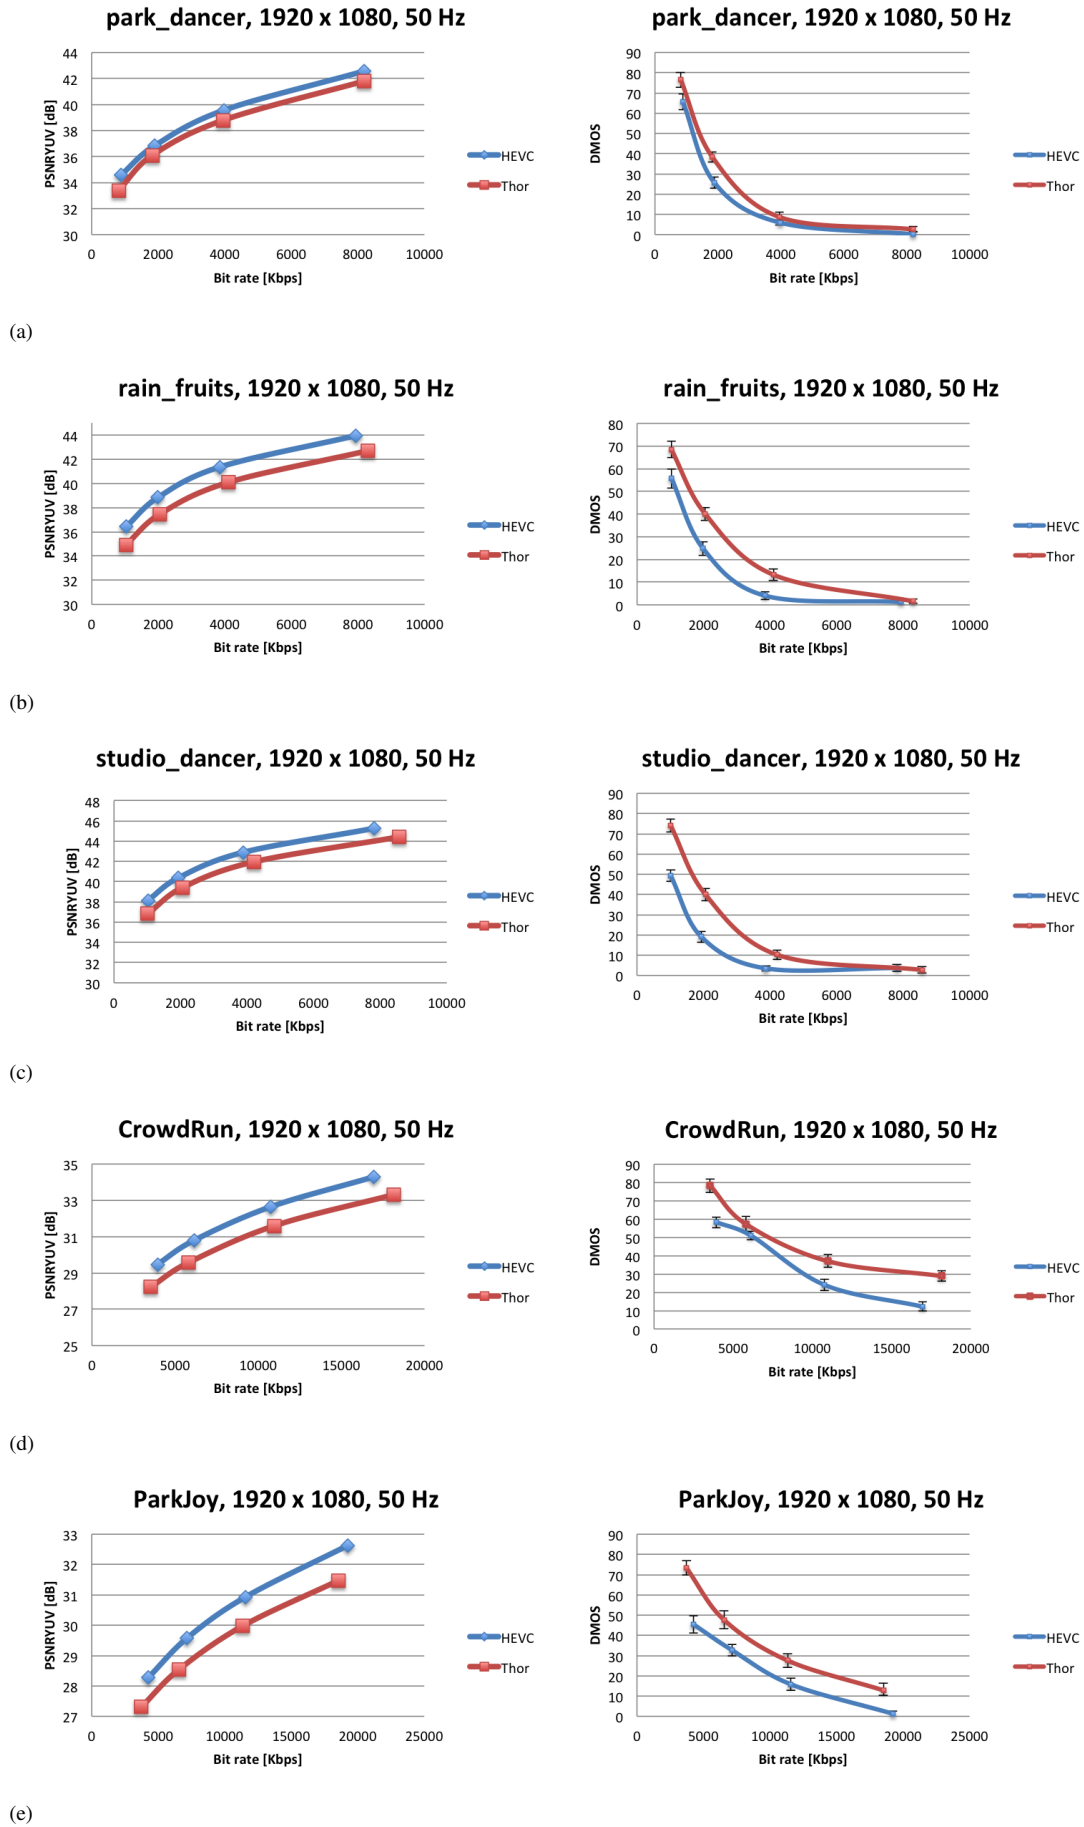 park_dancer, 1920 x 1080, 50 Hz
44
42
40
38
36
34
32
30
PSNRYUV [dB]
0 2000 4000 6000 8000 10000
Bit rate [Kbps]
HEVC
Thor
park_dancer, 1920 x 1080, 50 Hz
90
80
70
60
50
40
30
20
10
0
DMOS
0 2000 4000 6000 8000 10000
Bit rate [Kbps]
HEVC
Thor
(a)
rain_fruits, 1920 x 1080, 50 Hz
44
42
40
38
36
34
32
30
PSNRYUV [dB]
0 2000 4000 6000 8000 10000
Bit rate [Kbps]
HEVC
Thor
rain_fruits, 1920 x 1080, 50 Hz
80
70
60
50
40
30
20
10
0
DMOS
0 2000 4000 6000 8000 10000
Bit rate [Kbps]
HEVC
Thor
(b)
studio_dancer, 1920 x 1080, 50 Hz
48
46
44
42
40
38
36
34
32
30
PSNRYUV [dB]
0 2000 4000 6000 8000 10000
Bit rate [Kbps]
HEVC
Thor
studio_dancer, 1920 x 1080, 50 Hz
90
80
70
60
50
40
30
20
10
0
DMOS
0 2000 4000 6000 8000 10000
Bit rate [Kbps]
HEVC
Thor
(c)
CrowdRun, 1920 x 1080, 50 Hz
35
33
31
29
27
25
PSNRYUV [dB]
0 5000 10000 15000 20000
Bit rate [Kbps]
HEVC
Thor
CrowdRun, 1920 x 1080, 50 Hz
90
80
70
60
50
40
30
20
10
0
DMOS
0 5000 10000 15000 20000
Bit rate [Kbps]
HEVC
Thor
(d)
ParkJoy, 1920 x 1080, 50 Hz
33
32
31
30
29
28
27
PSNRYUV [dB]
0 5000 10000 15000 20000 25000
Bit rate [Kbps]
HEVC
Thor
ParkJoy, 1920 x 1080, 50 Hz
90
80
70
60
50
40
30
20
10
0
DMOS
0 5000 10000 15000 20000 25000
Bit rate [Kbps]
HEVC
Thor
(e)